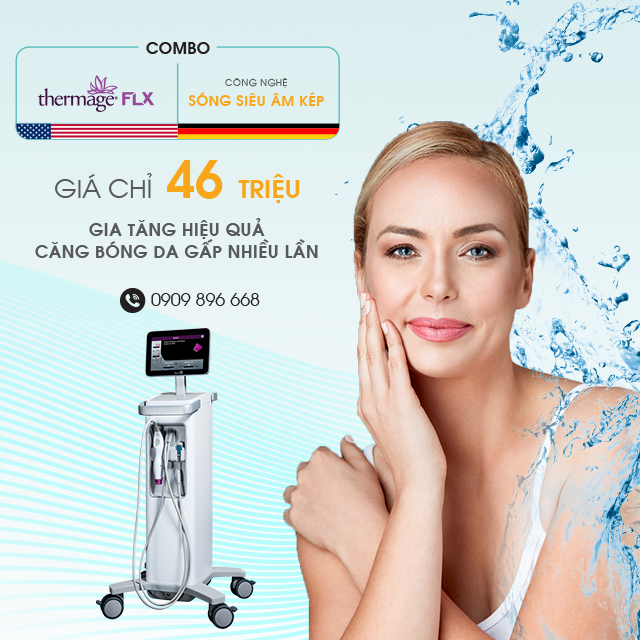 COMBO
thermage® FLX
CÔNG NGHỆ
SÓNG SIÊU ÂM KÉP
GIÁ CHỈ 46 TRIỆU
GIA TĂNG HIỆU QUẢ
CĂNG BÓNG DA GẤP NHIỀU LẦN
0909 896 668